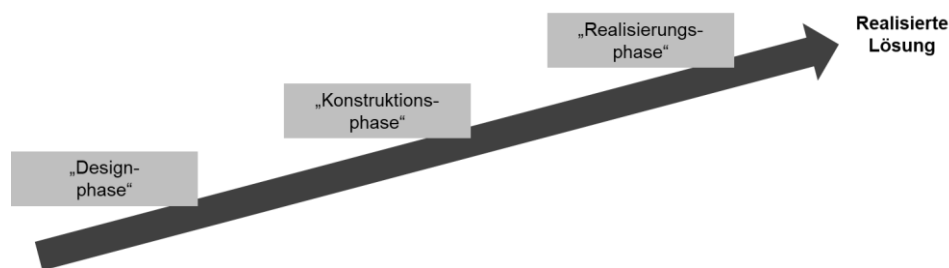 „Design-
phase“
„Konstruktions-
phase“
„Realisierungs-
phase“
Realisierte
Lösung